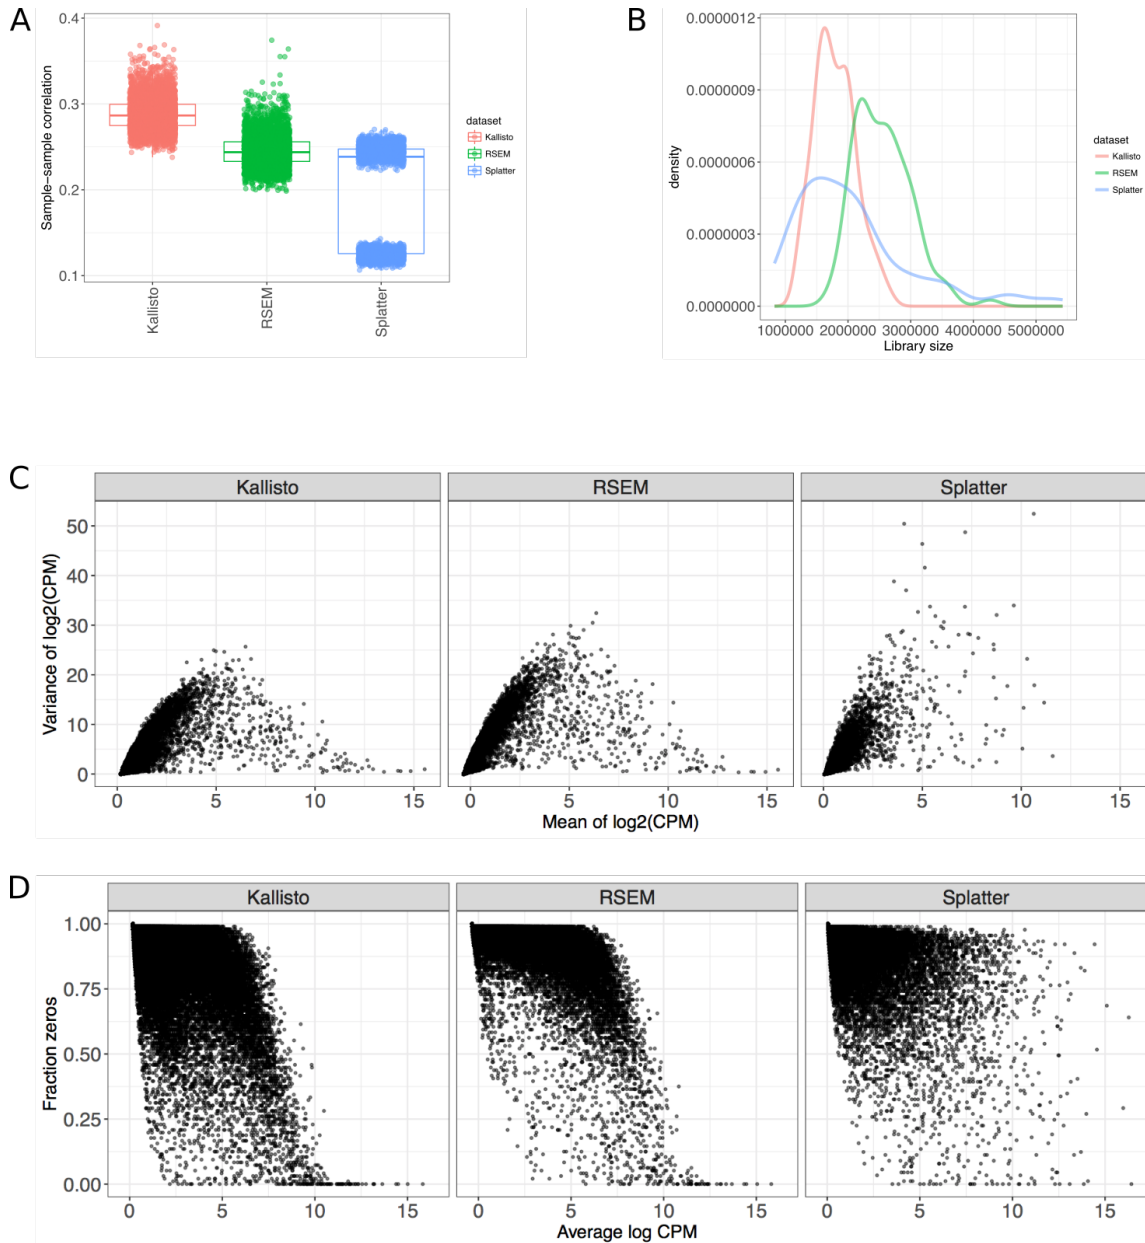 A
Sample−sample correlation
0.4
0.3
0.2
0.1
Kallisto
RSEM
Splatter
dataset
Kallisto
RSEM
Splatter
B
density
0.0000012
0.0000009
0.0000006
0.0000003
0.0000000
1000000 2000000 3000000 4000000 5000000
Library size
dataset
Kallisto
RSEM
Splatter
C
Kallisto RSEM Splatter
Variance of log2(CPM)
50
40
30
20
10
0
0 5 10 15 0 5 10 15 0 5 10 15
Mean of log2(CPM)
D
Kallisto RSEM Splatter
Fraction zeros
1.00
0.75
0.50
0.25
0.00
0 5 10 15 0 5 10 15 0 5 10 15
Average log CPM